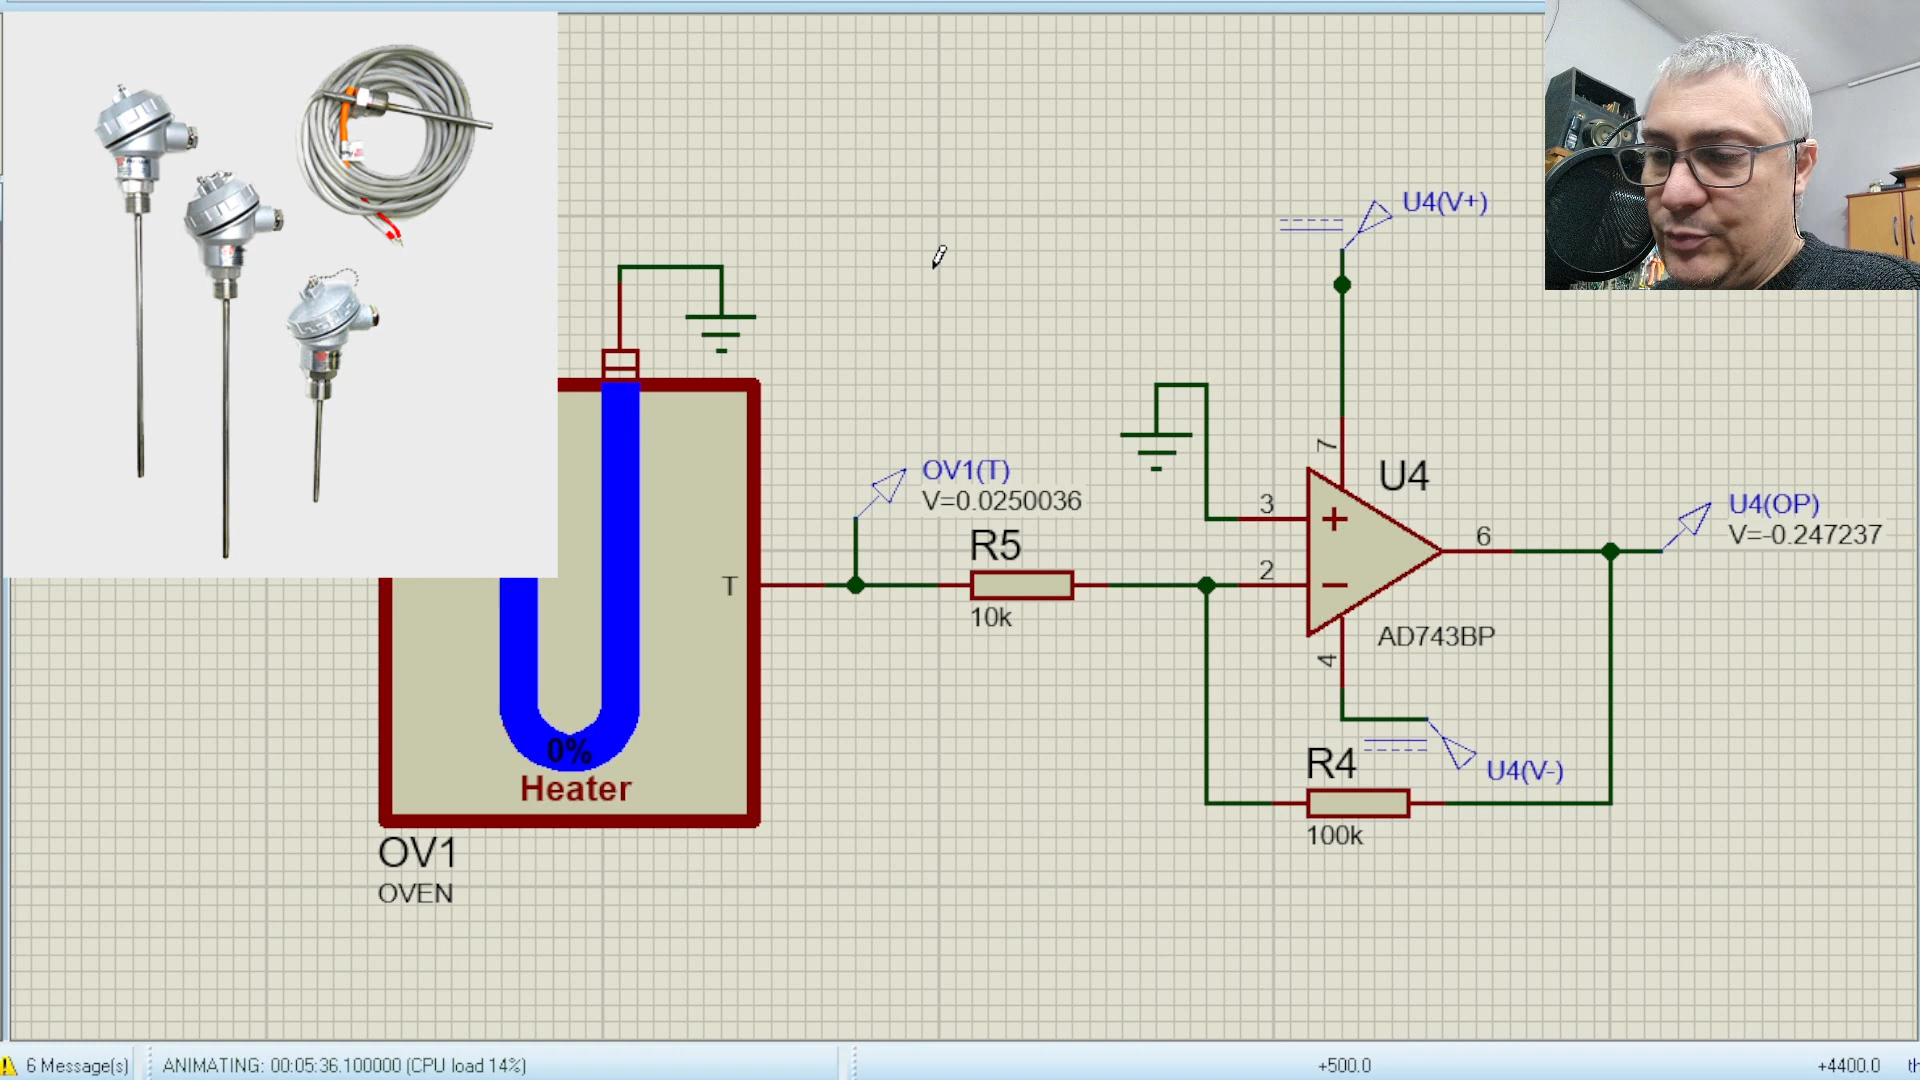 U4(V+)
7
U4
OV1(T)
V=0.0250036
3
+
6
U4(OP)
V=-0.247237
R5
2
−
T
10k
AD743BP
4
0%
Heater
R4
U4(V-)
100k
OV1
OVEN
6 Message(s)
ANIMATING: 00:05:36.100000 (CPU load 14%)
+500.0
+4400.0
th